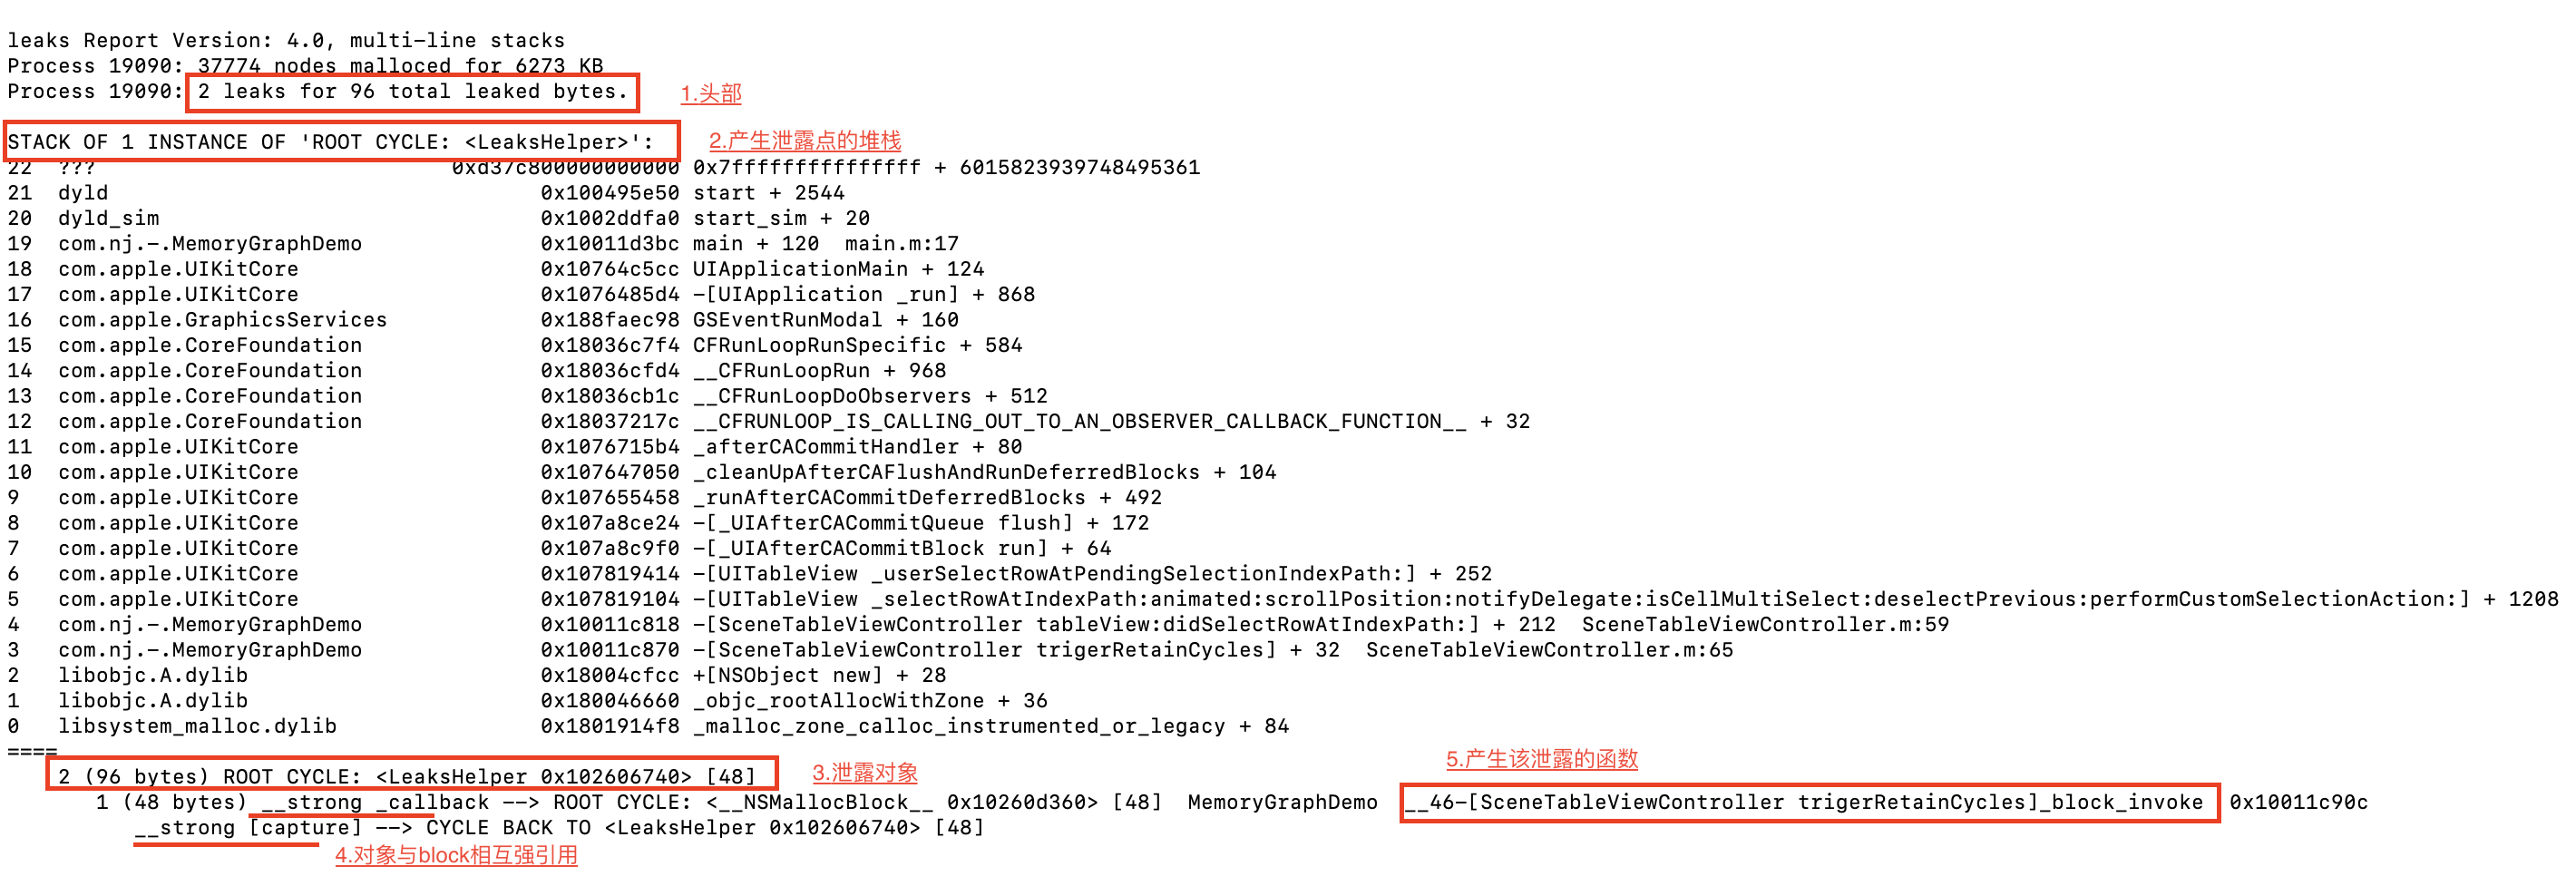 leaks Report Version: 4.0, multi-line stacks
Process 19090: 37774 nodes malloced for 6273 KB
Process 19090: 2 leaks for 96 total leaked bytes.
1.头部
STACK OF 1 INSTANCE OF 'ROOT CYCLE: <LeaksHelper>':
2.产生泄露点的堆栈
22 ??? 0xd37c800000000000 0x7fffffffffffffff + 6015823939748495361
21 dyld 0x100495e50 start + 2544
20 dyld_sim 0x1002ddfa0 start_sim + 20
19 com.nj.-.MemoryGraphDemo 0x10011d3bc main + 120 main.m:17
18 com.apple.UIKitCore 0x10764c5cc UIApplicationMain + 124
17 com.apple.UIKitCore 0x1076485d4 -[UIApplication _run] + 868
16 com.apple.GraphicsServices 0x188faec98 GSEventRunModal + 160
15 com.apple.CoreFoundation 0x18036c7f4 CFRunLoopRunSpecific + 584
14 com.apple.CoreFoundation 0x18036cfd4 __CFRunLoopRun + 968
13 com.apple.CoreFoundation 0x18036cb1c __CFRunLoopDoObservers + 512
12 com.apple.CoreFoundation 0x18037217c __CFRUNLOOP_IS_CALLING_OUT_TO_AN_OBSERVER_CALLBACK_FUNCTION__ + 32
11 com.apple.UIKitCore 0x1076715b4 _afterCACommitHandler + 80
10 com.apple.UIKitCore 0x107647050 _cleanUpAfterCAFlushAndRunDeferredBlocks + 104
9 com.apple.UIKitCore 0x107655458 _runAfterCACommitDeferredBlocks + 492
8 com.apple.UIKitCore 0x107a8ce24 -[_UIAfterCACommitQueue flush] + 172
7 com.apple.UIKitCore 0x107a8c9f0 -[_UIAfterCACommitBlock run] + 64
6 com.apple.UIKitCore 0x107819414 -[UITableView _userSelectRowAtPendingSelectionIndexPath:] + 252
5 com.apple.UIKitCore 0x107819104 -[UITableView _selectRowAtIndexPath:animated:scrollPosition:notifyDelegate:isCellMultiSelect:deselectPrevious:performCustomSelectionAction:] + 1208
4 com.nj.-.MemoryGraphDemo 0x10011c818 -[SceneTableViewController tableView:didSelectRowAtIndexPath:] + 212 SceneTableViewController.m:59
3 com.nj.-.MemoryGraphDemo 0x10011c870 -[SceneTableViewController trigerRetainCycles] + 32 SceneTableViewController.m:65
2 libobjc.A.dylib 0x18004cfcc +[NSObject new] + 28
1 libobjc.A.dylib 0x180046660 _objc_rootAllocWithZone + 36
0 libsystem_malloc.dylib 0x1801914f8 _malloc_zone_calloc_instrumented_or_legacy + 84
====
2 (96 bytes) ROOT CYCLE: <LeaksHelper 0x102606740> [48]
3.泄露对象
5.产生该泄露的函数
1 (48 bytes) __strong _callback --> ROOT CYCLE: <__NSMallocBlock__ 0x10260d360> [48] MemoryGraphDemo __46-[SceneTableViewController trigerRetainCycles]_block_invoke 0x10011c90c
__strong [capture] --> CYCLE BACK TO <LeaksHelper 0x102606740> [48]
4.对象与block相互强引用